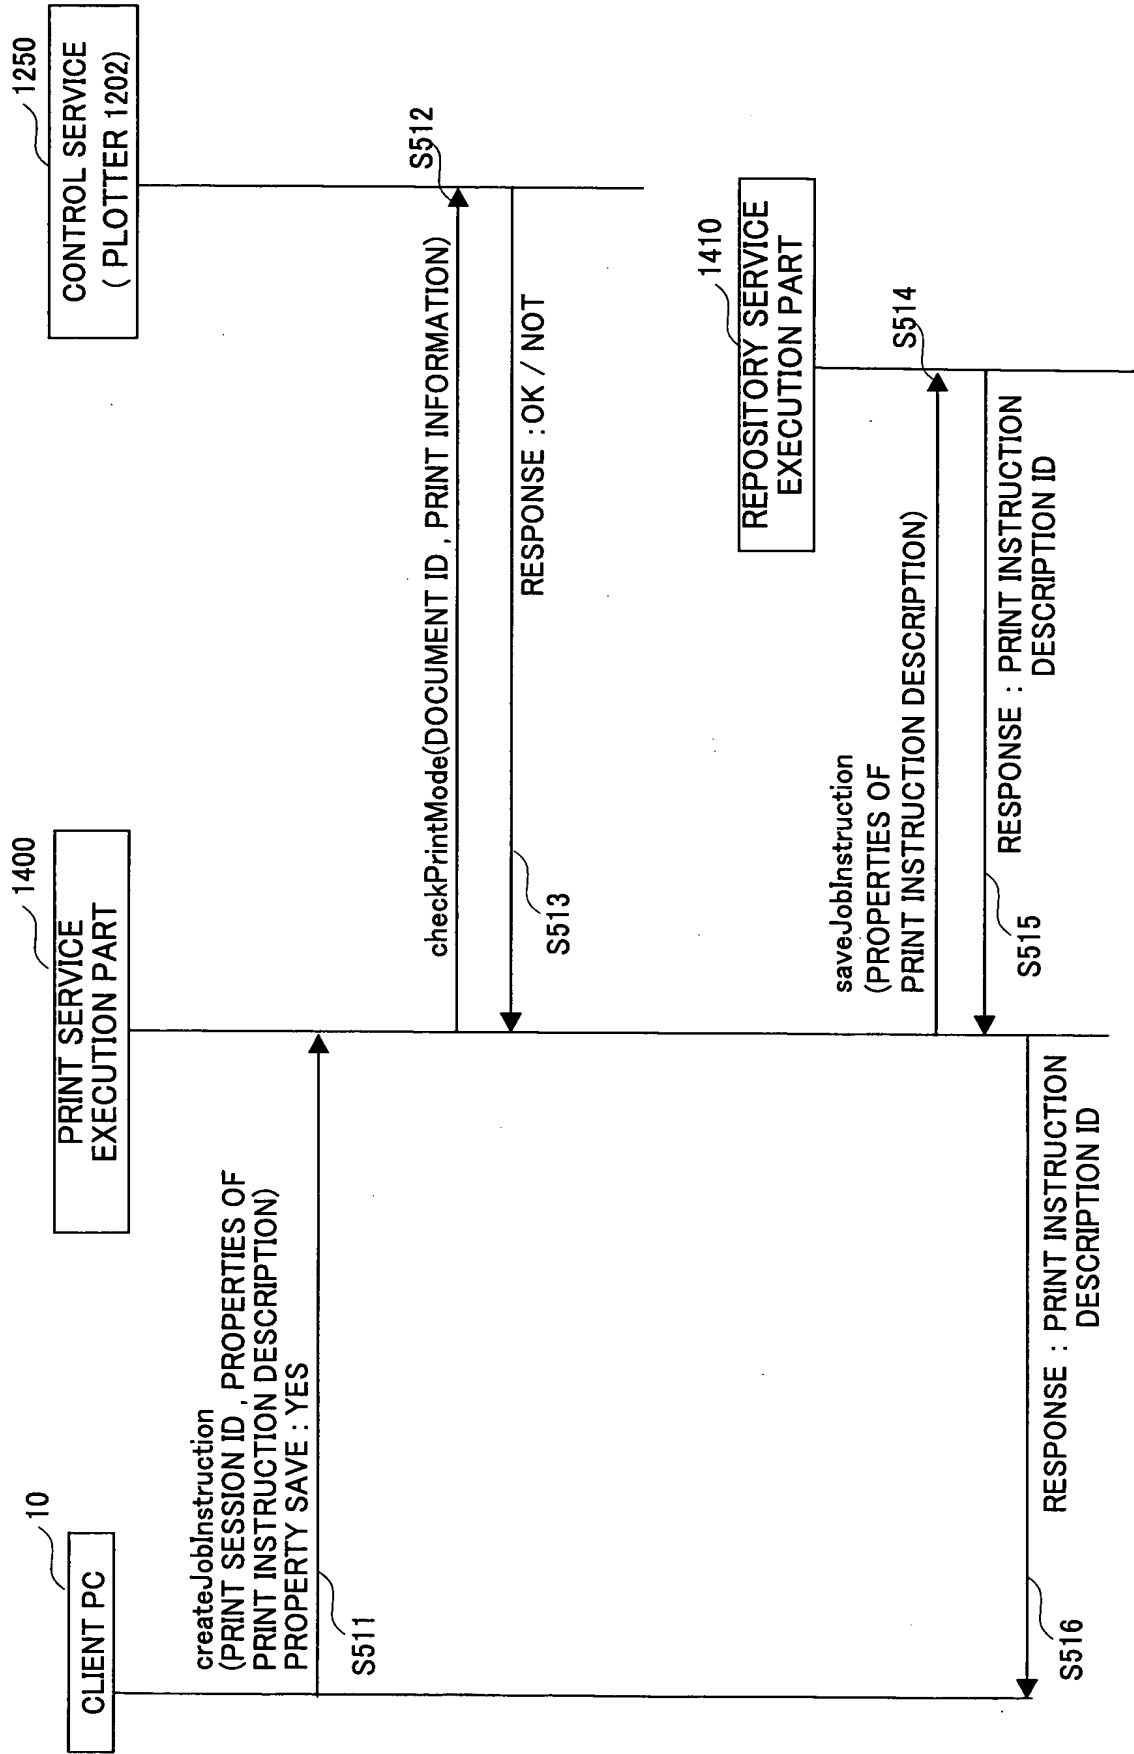 10
CLIENT PC
1400
PRINT SERVICE
EXECUTION PART
1250
CONTROL SERVICE
( PLOTTER 1202)
createJobInstruction
(PRINT SESSION ID , PROPERTIES OF
PRINT INSTRUCTION DESCRIPTION)
PROPERTY SAVE : YES
S511
checkPrintMode(DOCUMENT ID , PRINT INFORMATION)
S512
RESPONSE : OK / NOT
S513
1410
REPOSITORY SERVICE
EXECUTION PART
saveJobInstruction
(PROPERTIES OF
PRINT INSTRUCTION DESCRIPTION)
S514
RESPONSE : PRINT INSTRUCTION
DESCRIPTION ID
S515
RESPONSE : PRINT INSTRUCTION
DESCRIPTION ID
S516